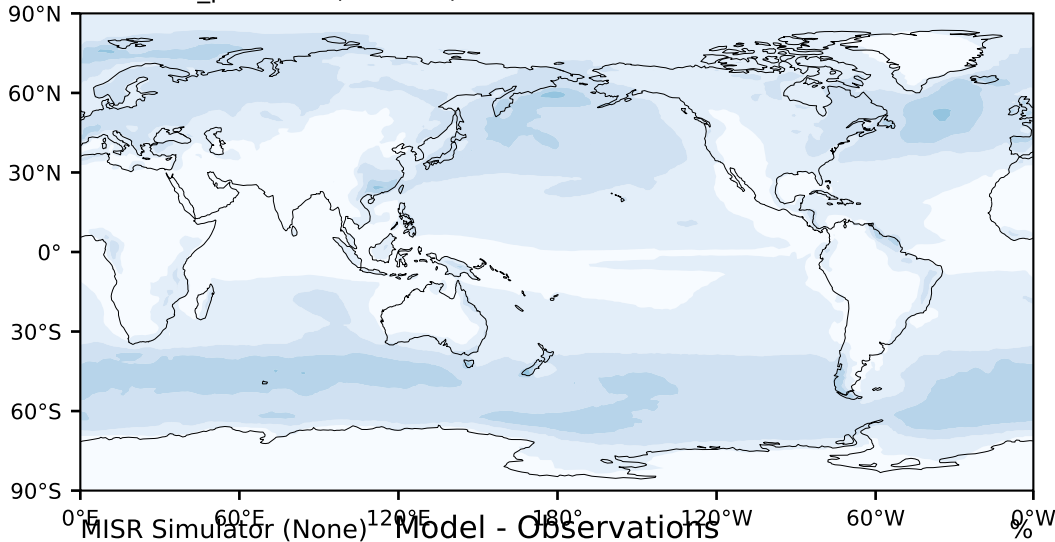 90°N
60°N
30°N
0°
30°S
60°S
90°S
0°E 60°E 120°E 180°W 120°W 60°W 0°W
MISR Simulator (None) Model - Observations %